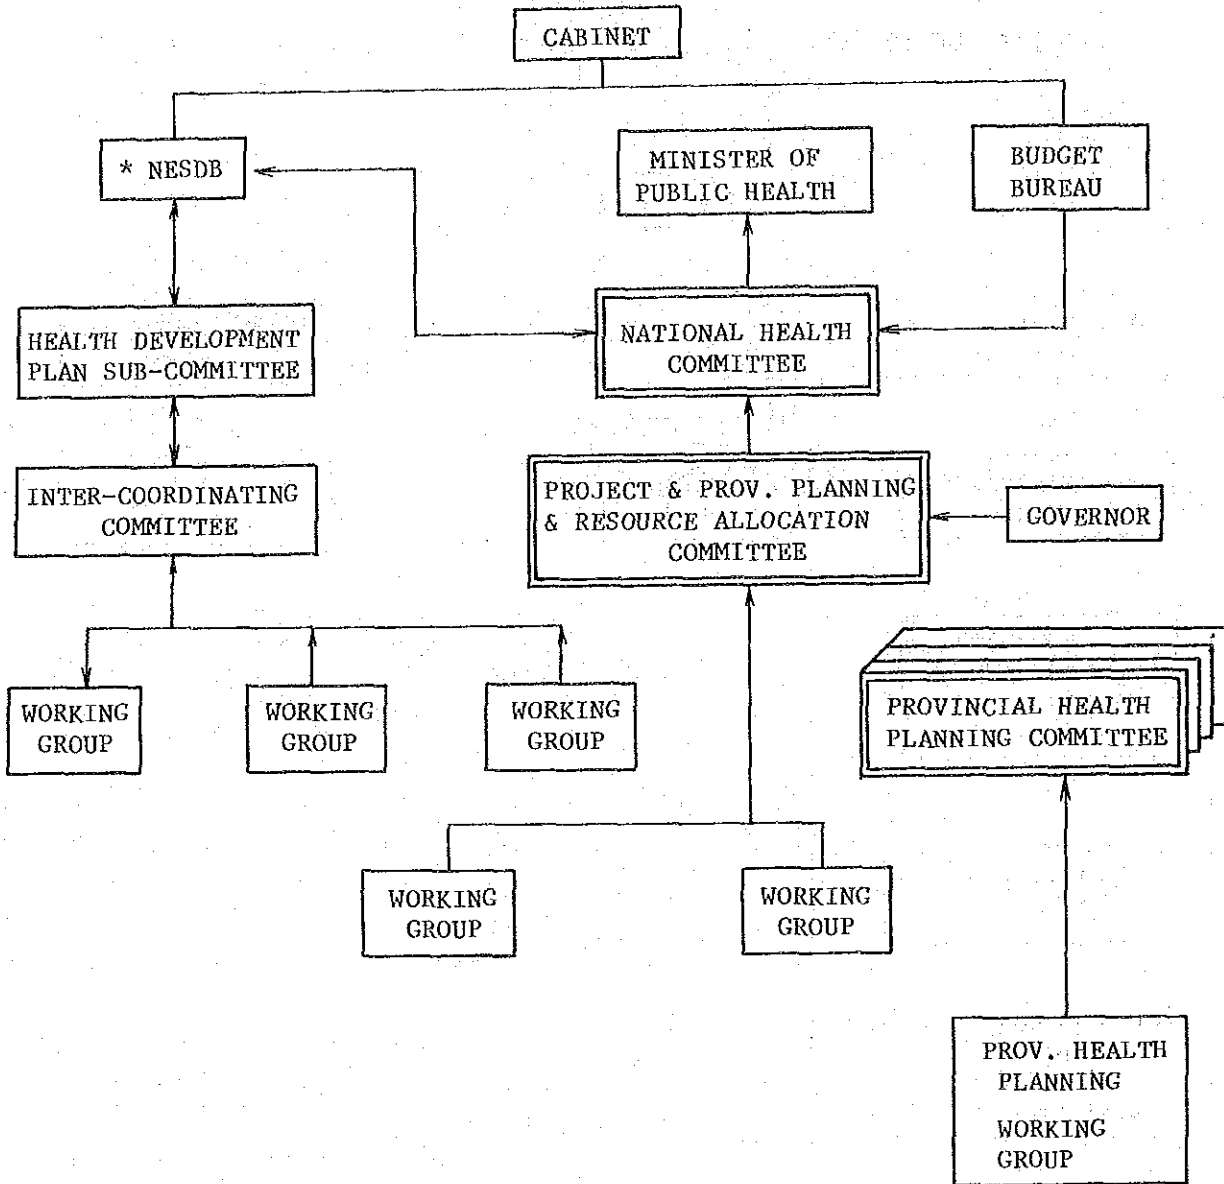 CABINET
* NESDB
MINISTER OF
PUBLIC HEALTH
BUDGET
BUREAU
HEALTH DEVELOPMENT
PLAN SUB-COMMITTEE
NATIONAL HEALTH
COMMITTEE
INTER-COORDINATING
COMMITTEE
PROJECT & PROV. PLANNING
& RESOURCE ALLOCATION
COMMITTEE
GOVERNOR
WORKING
GROUP
WORKING
GROUP
WORKING
GROUP
PROVINCIAL HEALTH
PLANNING COMMITTEE
WORKING
GROUP
WORKING
GROUP
PROV. HEALTH
PLANNING
WORKING
GROUP